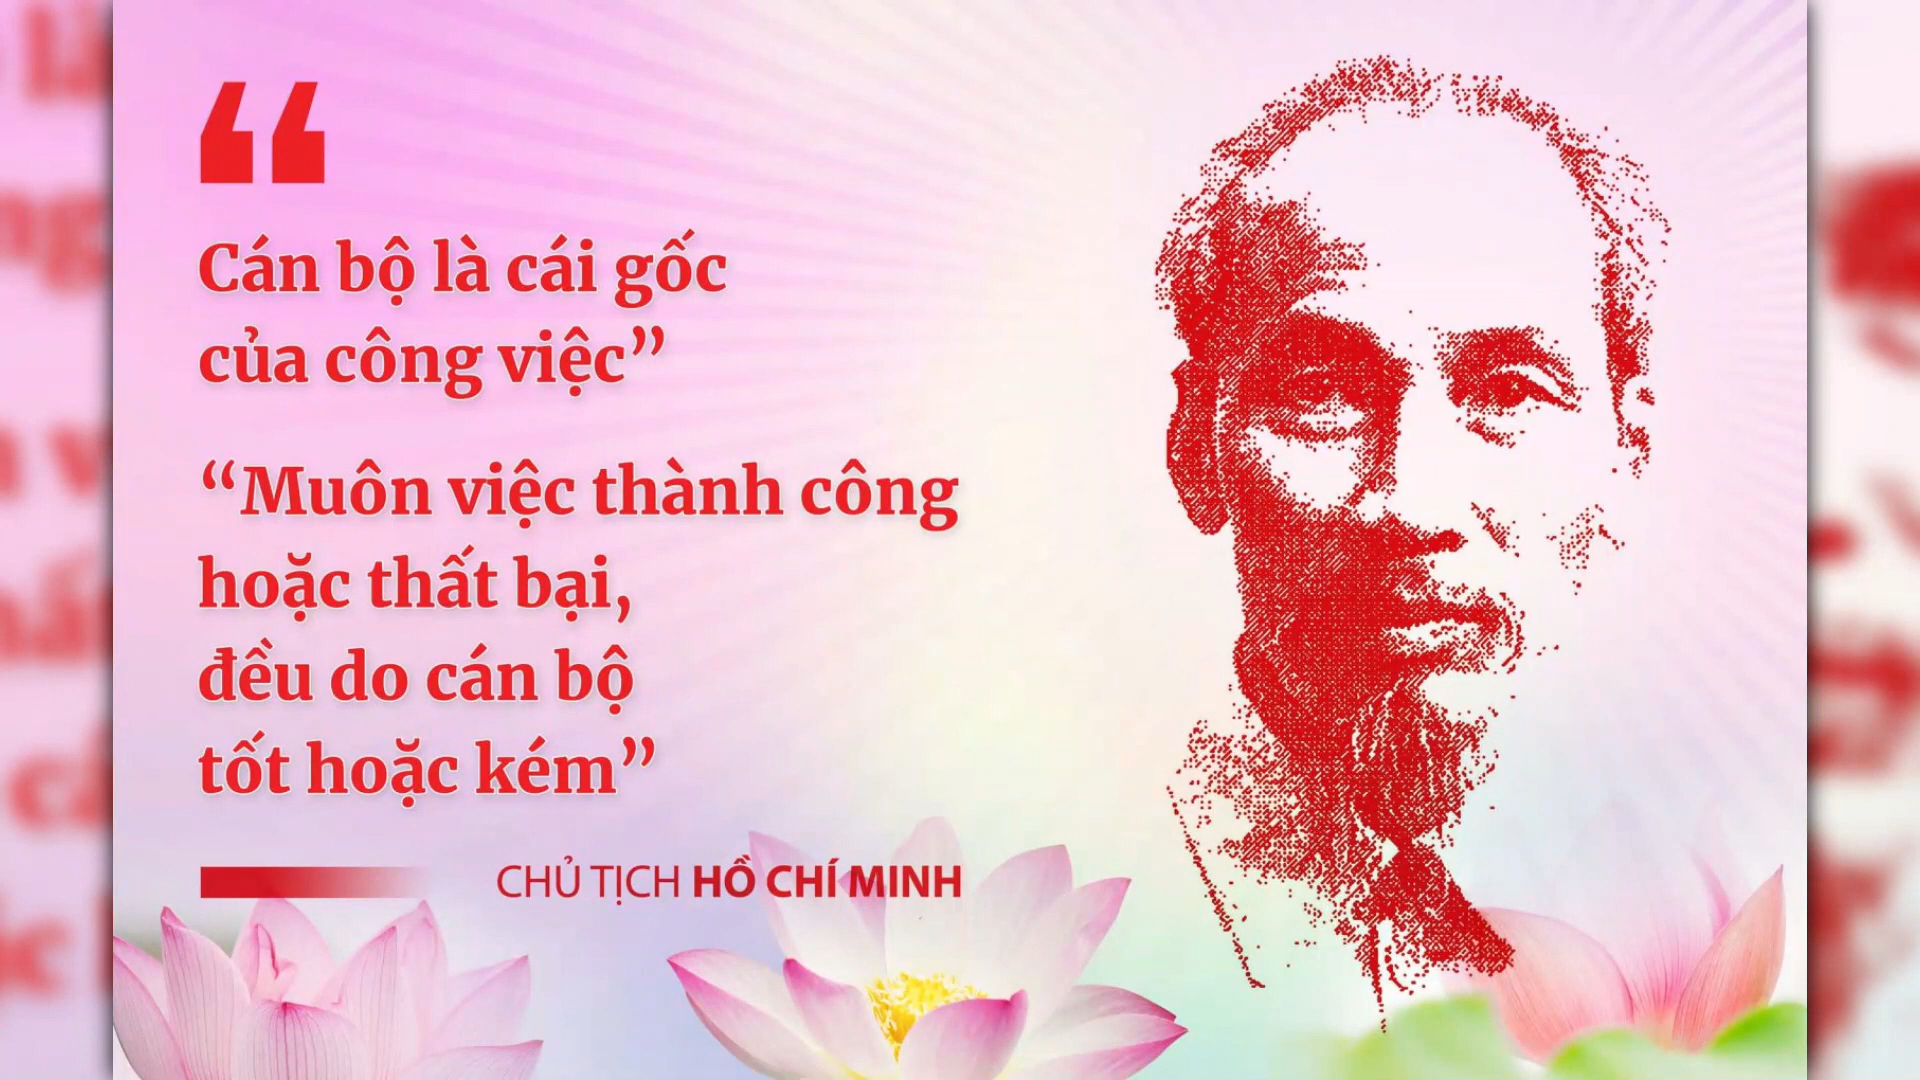 “
Cán bộ là cái gốc
của công việc”
“Muôn việc thành công
hoặc thất bại,
đều do cán bộ
tốt hoặc kém”
CHỦ TỊCH HỒ CHÍ MINH